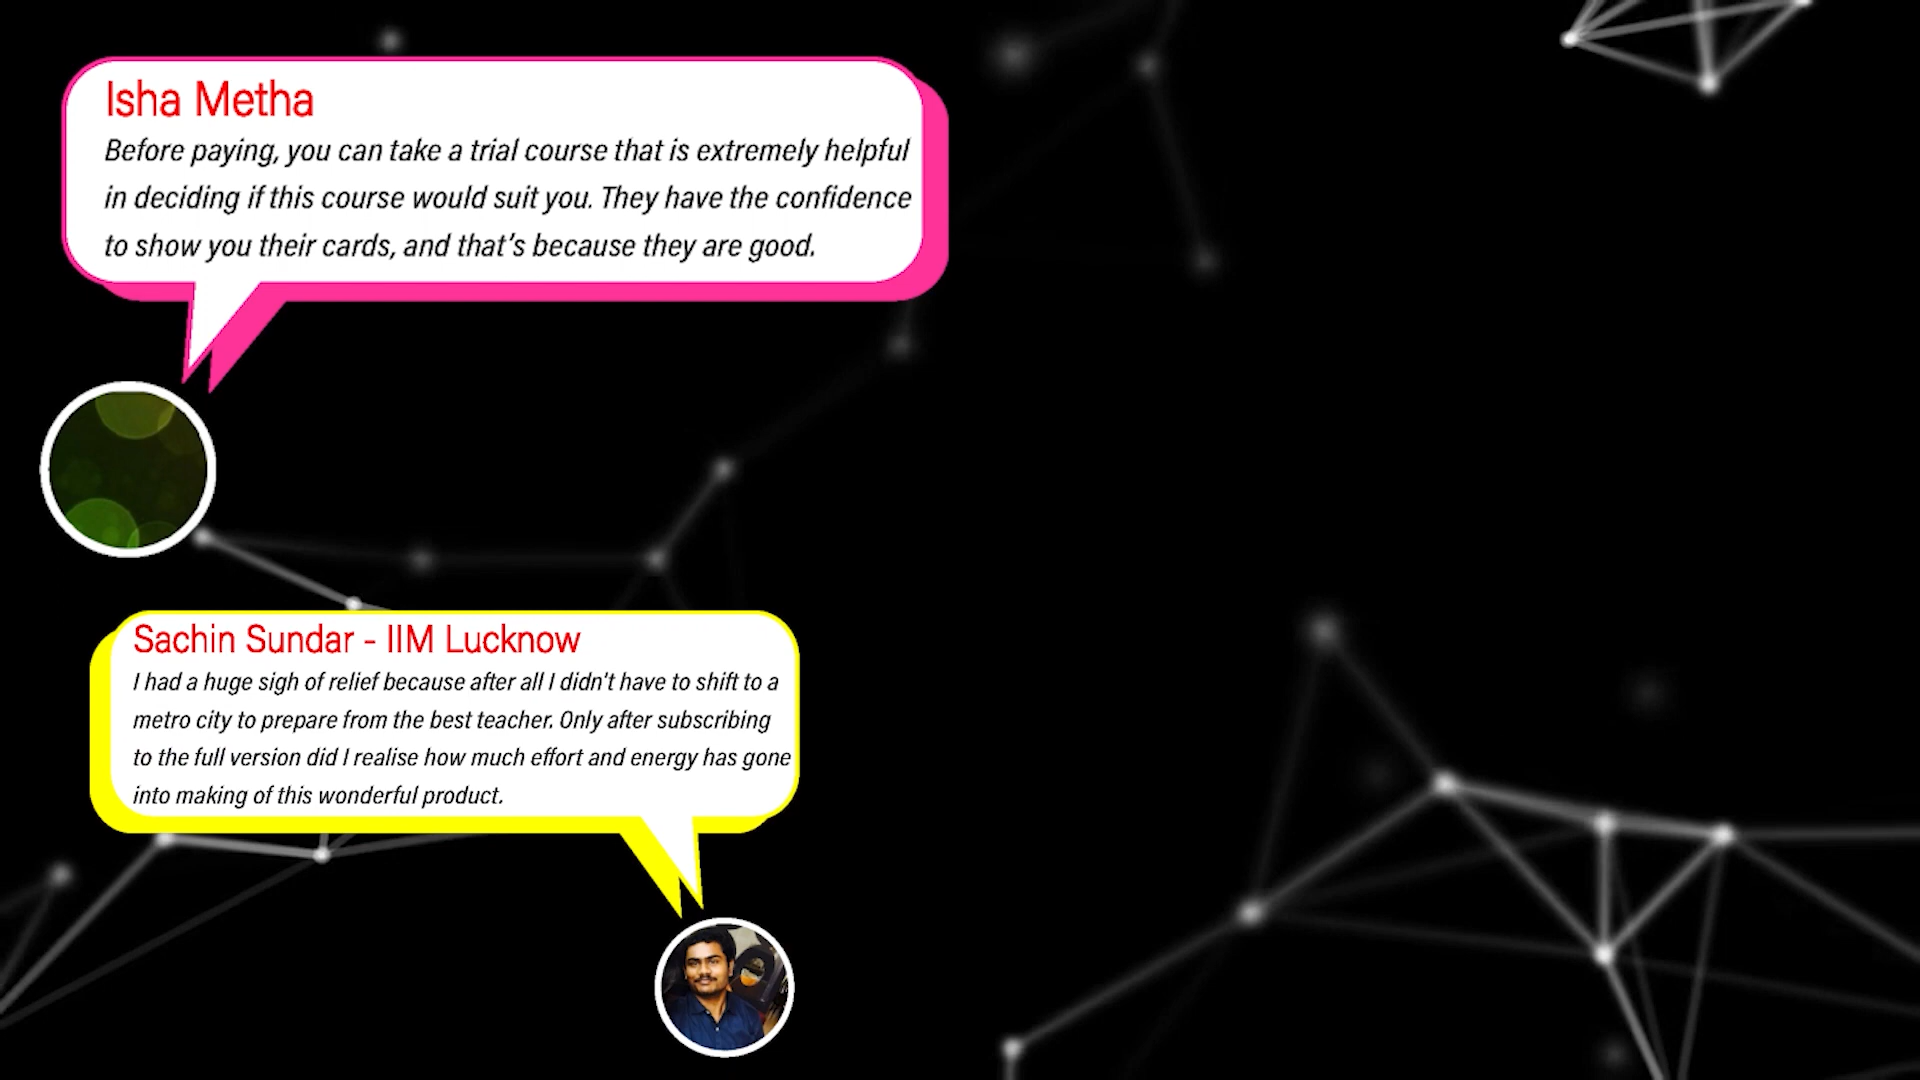 Isha Metha
Before paying, you can take a trial course that is extremely helpful
in deciding if this course would suit you. They have the confidence
to show you their cards, and that's because they are good.
Sachin Sundar - IIM Lucknow
I had a huge sigh of relief because after all I didn't have to shift to a
metro city to prepare from the best teacher. Only after subscribing
to the full version did I realise how much effort and energy has gone
into making of this wonderful product.